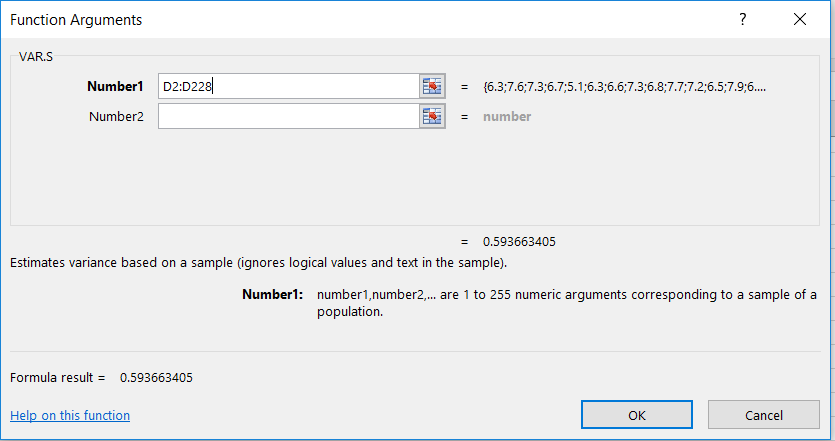 Function Arguments ?
VAR.S
Number1 D2:D228 = {6.3;7.6;7.3;6.7;5.1;6.3;6.6;7.3;6.8;7.7;7.2;6.5;7.9;6....
Number2 = number
= 0.593663405
Estimates variance based on a sample (ignores logical values and text in the sample).
Number1: number1,number2,... are 1 to 255 numeric arguments corresponding to a sample of a
population.
Formula result = 0.593663405
Help on this function OK Cancel